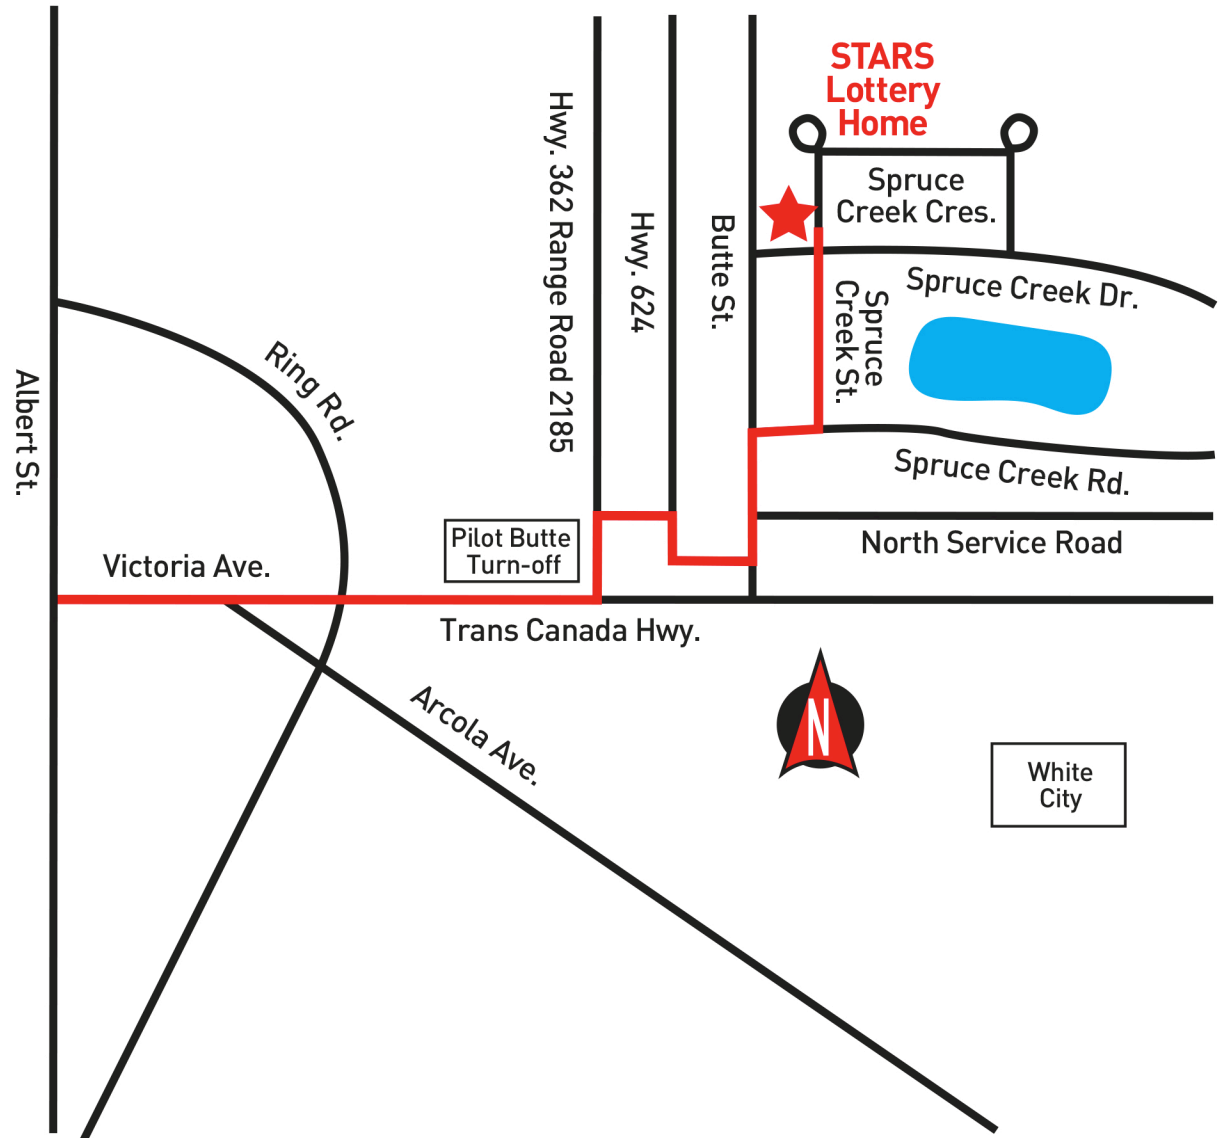 STARS
Lottery
Home
Spruce
Creek Cres.
Hwy. 362 Range Road 2185
Hwy. 624
Butte St.
Spruce Creek Dr.
Spruce
Creek St.
Ring Rd.
Albert St.
Spruce Creek Rd.
Pilot Butte
Turn-off
North Service Road
Victoria Ave.
Trans Canada Hwy.
Arcola Ave.
N
White
City